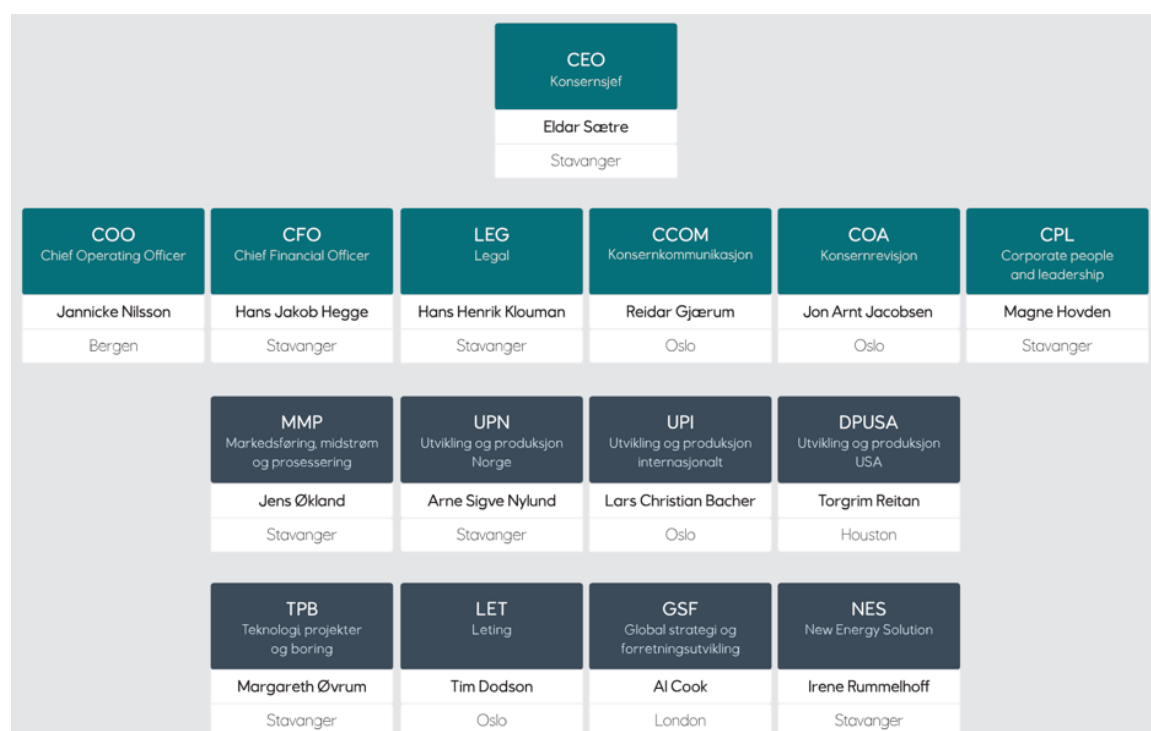 CEO
Konsernsjef
Eldar Sætre
Stavanger
COO
Chief Operating Officer
Jannicke Nilsson
Bergen
CFO
Chief Financial Officer
Hans Jakob Hegge
Stavanger
LEG
Legal
Hans Henrik Klouman
Stavanger
CCOM
Konsernkommunikasjon
Reidar Gjærum
Oslo
COA
Konsernrevisjon
Jon Arnt Jacobsen
Oslo
CPL
Corporate people
and leadership
Magne Hovden
Stavanger
MMP
Markedsføring, midstrøm
og prosessering
Jens Økland
Stavanger
UPN
Utvikling og produksjon
Norge
Arne Sigve Nylund
Stavanger
UPI
Utvikling og produksjon
internasjonalt
Lars Christian Bacher
Oslo
DPUSA
Utvikling og produksjon
USA
Torgrim Reitan
Houston
TPB
Teknologi, projekter
og boring
Margareth Øvrum
Stavanger
LET
Leting
Tim Dodson
Oslo
GSF
Global strategi og
forretningsutvikling
Al Cook
London
NES
New Energy Solution
Irene Rummelhoff
Stavanger